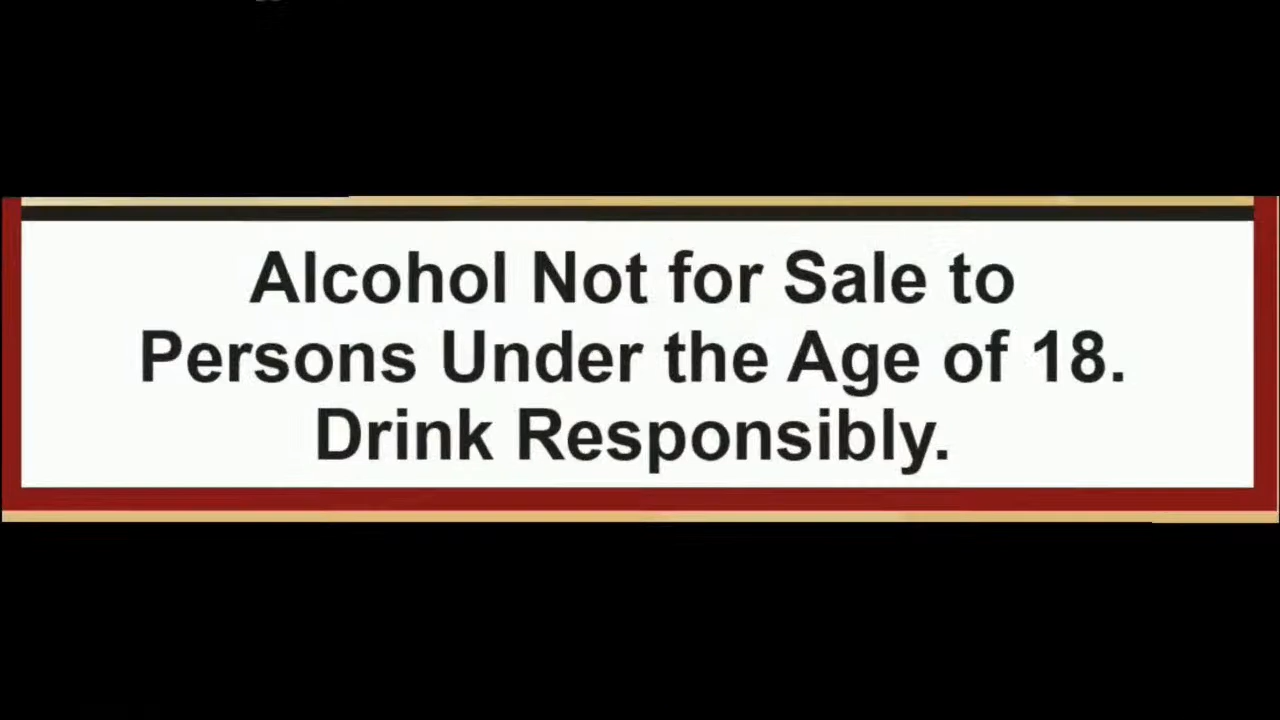 Alcohol Not for Sale to
Persons Under the Age of 18.
Drink Responsibly.